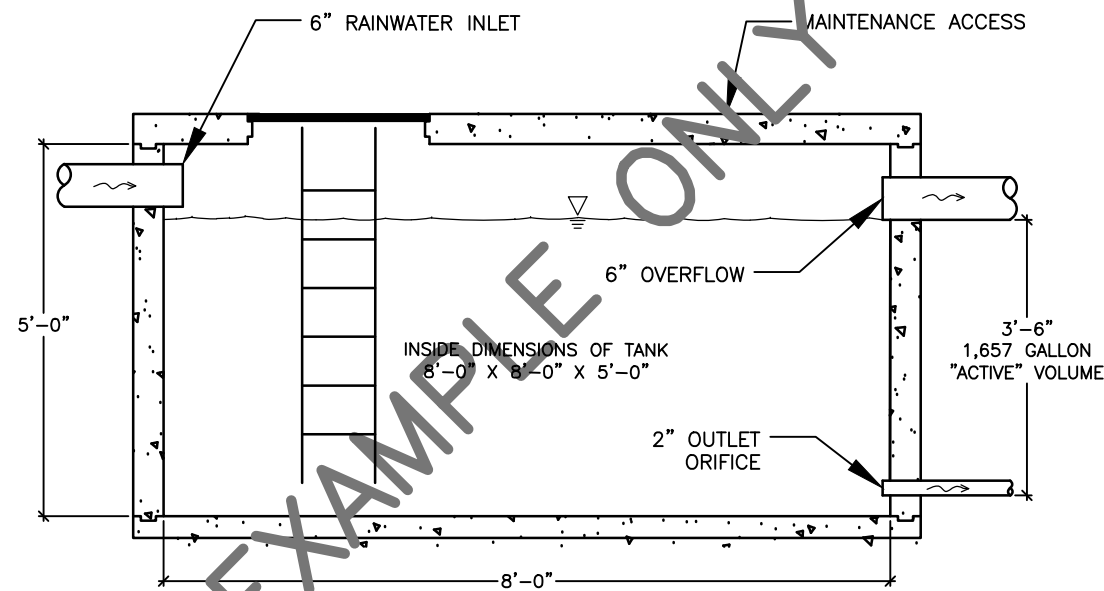 6” RAINWATER INLET
MAINTENANCE ACCESS
6” OVERFLOW
5’-0”
3’-6”
1,657 GALLON
”ACTIVE” VOLUME
INSIDE DIMENSIONS OF TANK
8’-0” X 8’-0” X 5’-0”
2” OUTLET
ORIFICE
8’-0”
EXAMPLE ONLY